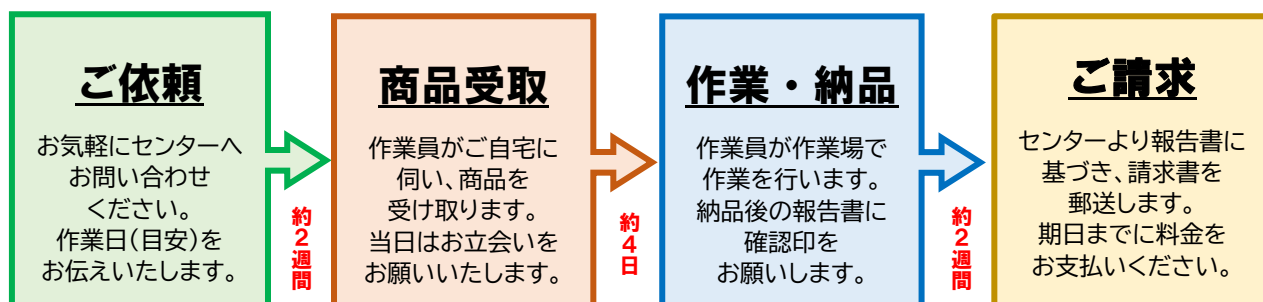 ご依頼
お気軽にセンターへ
お問い合わせ
ください。
作業日(目安)を
お伝えいたします。
約2週間
商品受取
作業員がご自宅に
伺い、商品を
受け取ります。
当日はお立会いを
お願いいたします。
約4日
作業・納品
作業員が作業場で
作業を行います。
納品後の報告書に
確認印を
お願いします。
約2週間
ご請求
センターより報告書に
基づき、請求書を
郵送します。
期日までに料金を
お支払いください。